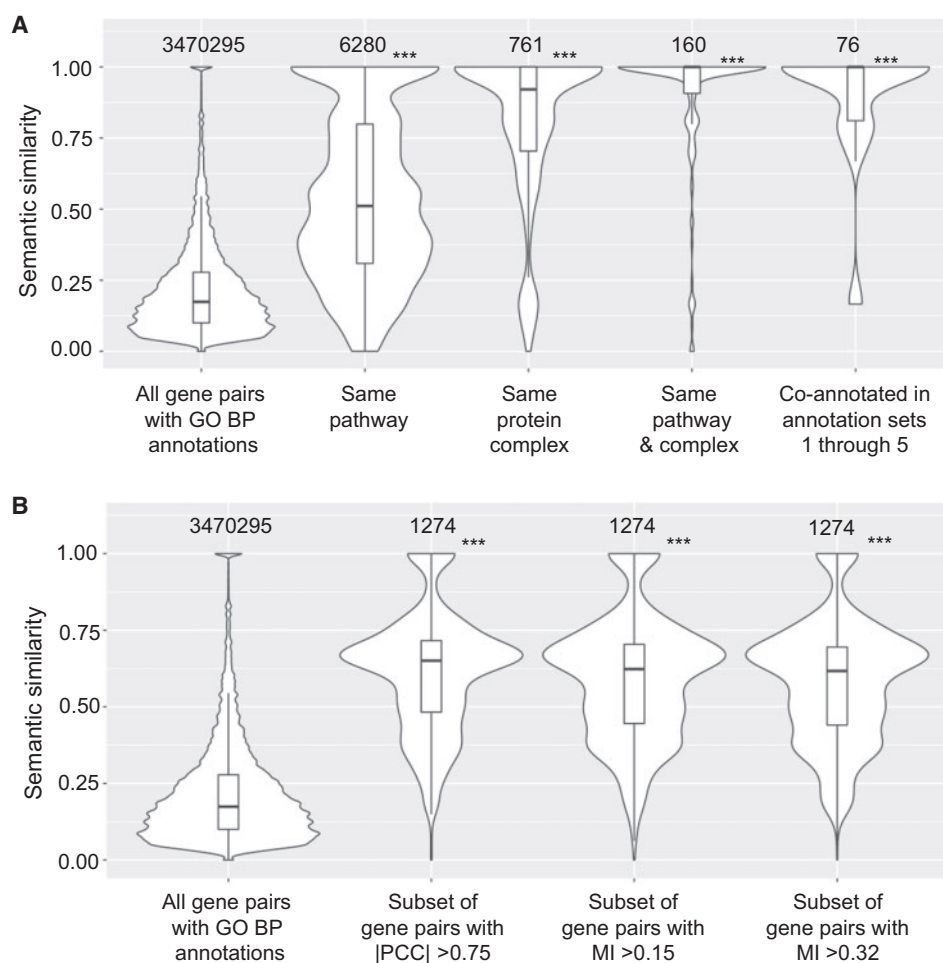 A
3470295
6280 ***
761 ***
160 ***
76 ***
1.00
0.75
0.50
0.25
0.00
Semantic similarity
All gene pairs
with GO BP
annotations
Same
pathway
Same
protein
complex
Same
pathway
& complex
Co-annotated in
annotation sets
1 through 5
B
3470295
1274 ***
1274 ***
1274 ***
1.00
0.75
0.50
0.25
0.00
Semantic similarity
All gene pairs
with GO BP
annotations
Subset of
gene pairs with
|PCC| >0.75
Subset of
gene pairs with
MI >0.15
Subset of
gene pairs with
MI >0.32